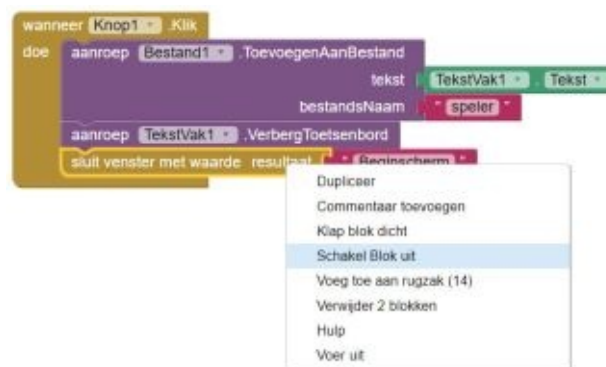 wanneer Knop1 .Klik
doe aanroep Bestand1 .ToevoegenAanBestand
tekst TekstVak1 . Tekst
bestandsNaam " speler "
aanroep TekstVak1 .VerbergToetsenbord
sluit venster met waarde resultaat " Beginscherm "
Dupliceer
Commentaar toevoegen
Klap blok dicht
Schakel Blok uit
Voeg toe aan rugzak (14)
Verwijder 2 blokken
Hulp
Voer uit